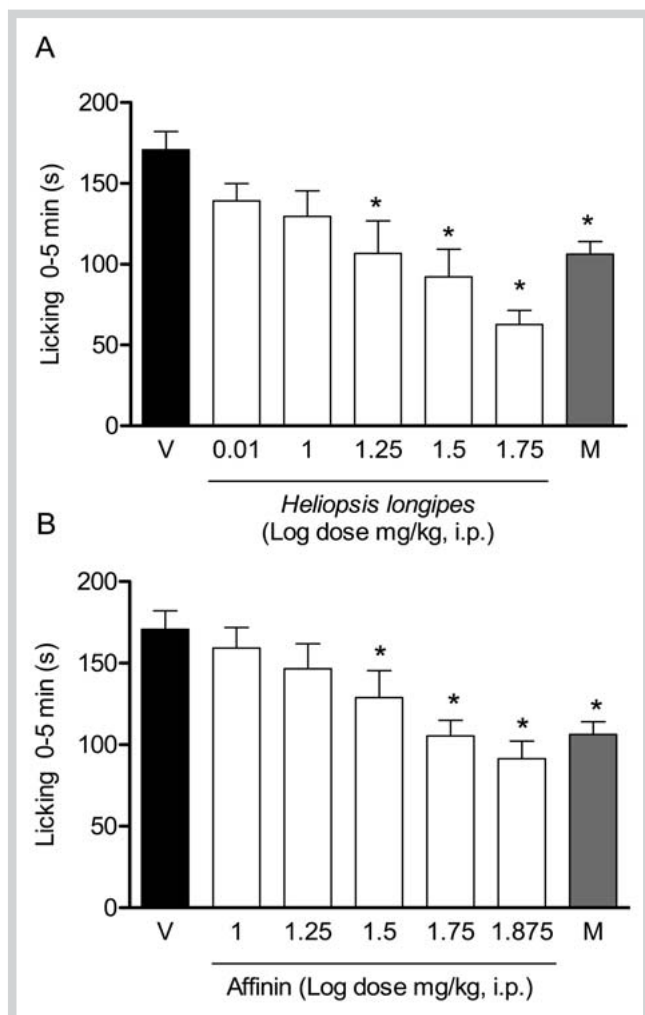 A
Licking 0-5 min (s)
200
150
100
50
0
* * * *
V 0.01 1 1.25 1.5 1.75 M
Heliopsis longipes
(Log dose mg/kg, i.p.)
B
Licking 0-5 min (s)
200
150
100
50
0
* * * *
V 1 1.25 1.5 1.75 1.875 M
Affinin (Log dose mg/kg, i.p.)